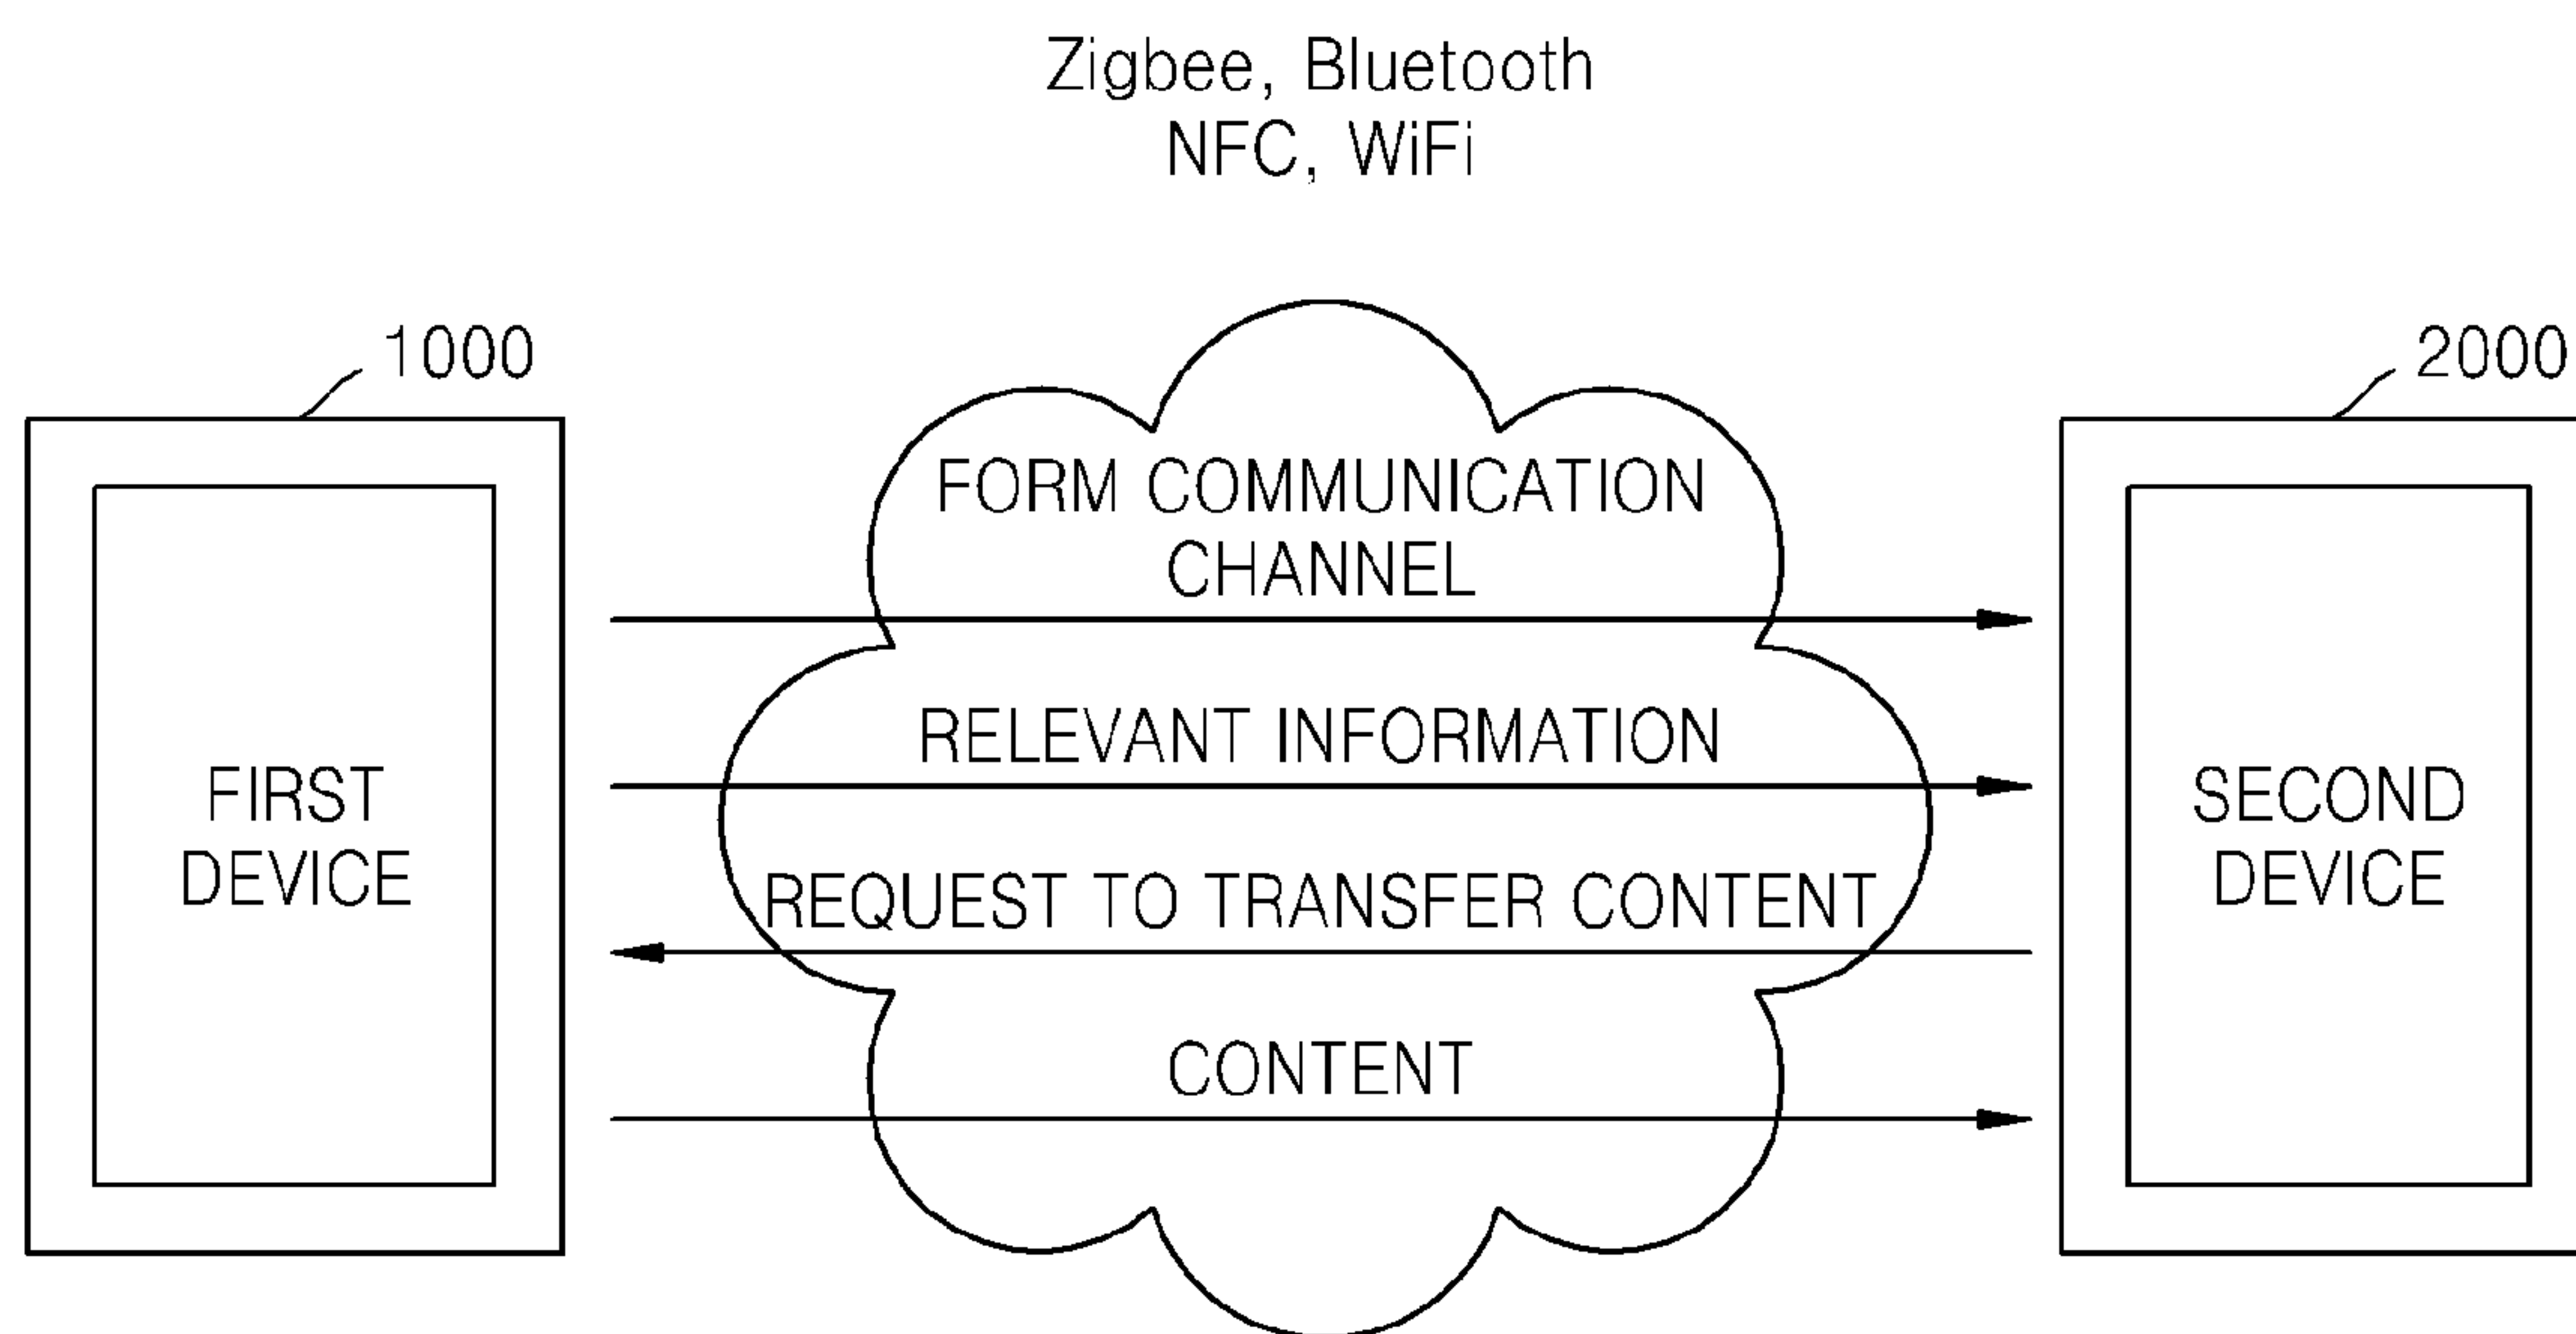 Zigbee, Bluetooth
NFC, WiFi
1000
2000
FORM COMMUNICATION
CHANNEL
RELEVANT INFORMATION
FIRST
DEVICE
SECOND
DEVICE
REQUEST TO TRANSFER CONTENT
CONTENT